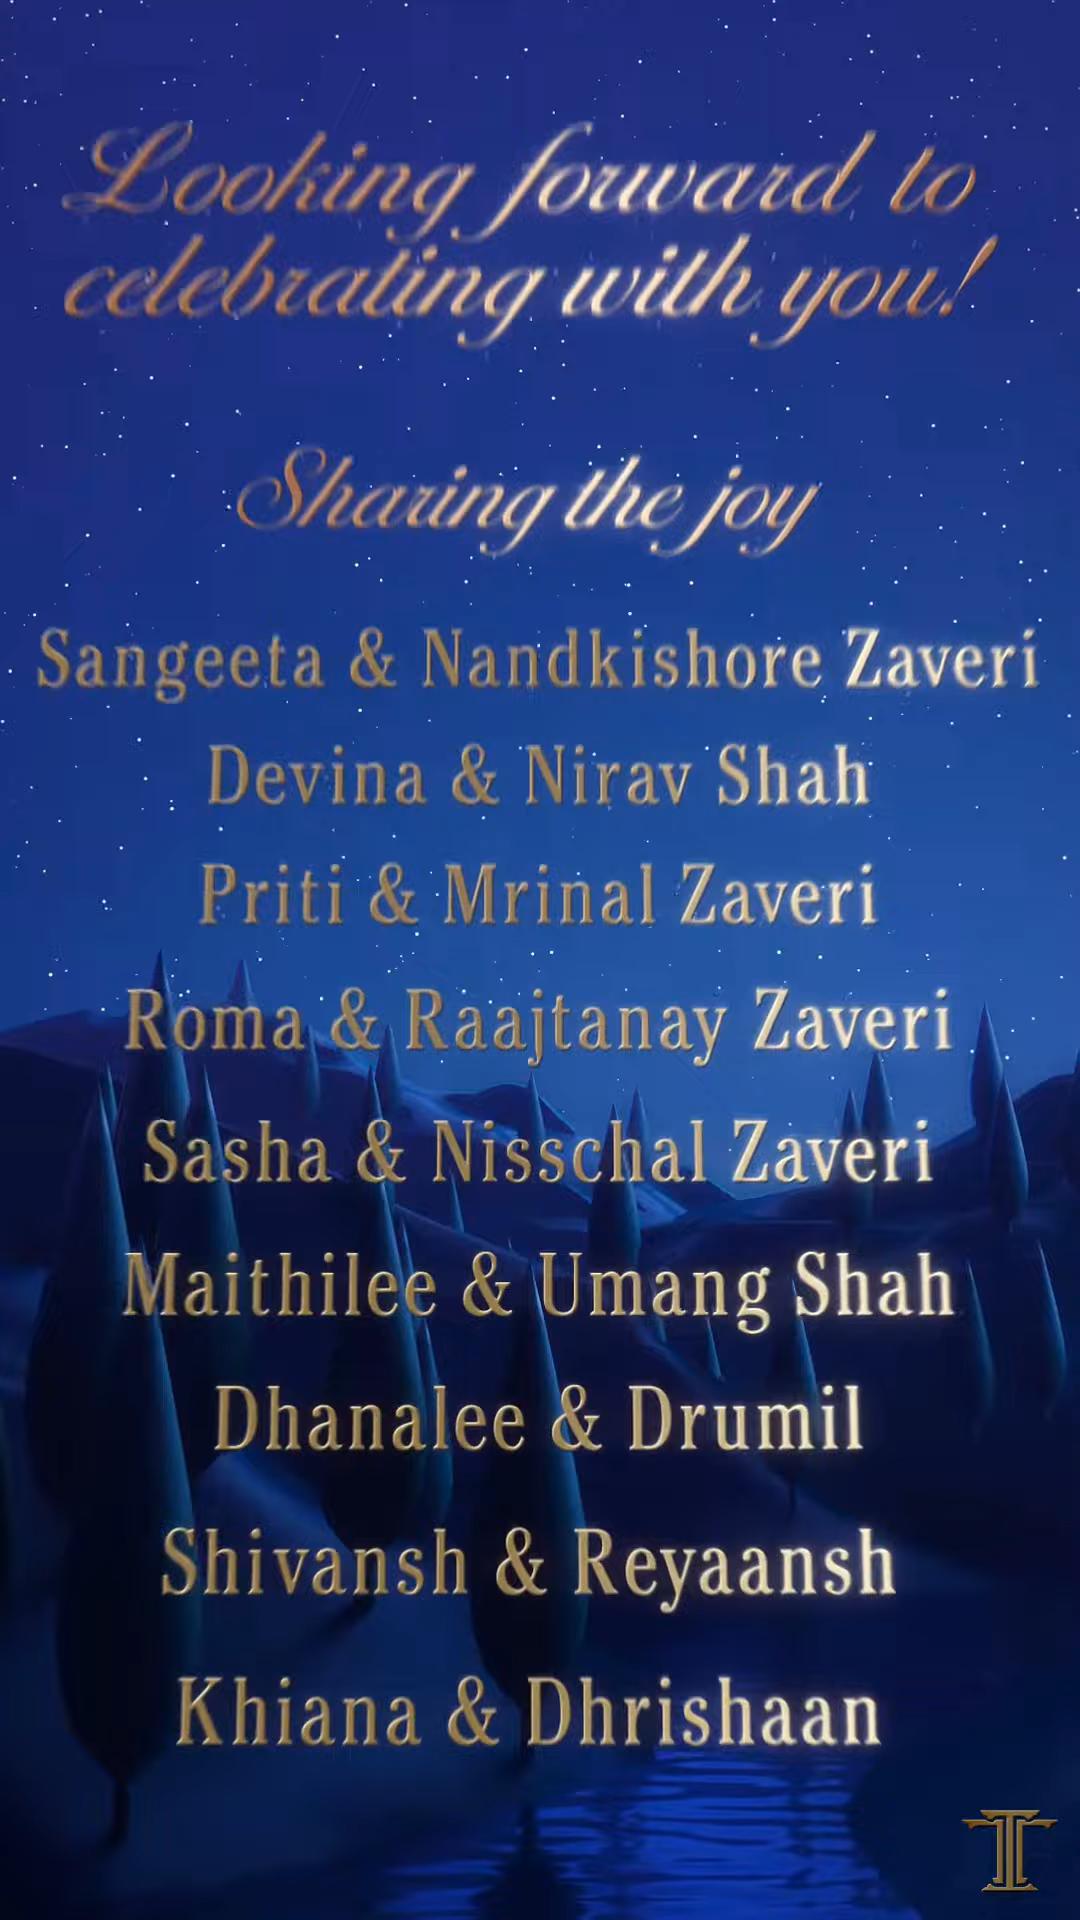 Looking forward to
celebrating with you!
Sharing the joy
Sangeeta & Nandkishore Zaveri
Devina & Nirav Shah
Priti & Mrinal Zaveri
Roma & Raajtanay Zaveri
Sasha & Nisschal Zaveri
Maithilee & Umang Shah
Dhanalee & Drumil
Shivansh & Reyaansh
Khiana & Dhrishaan